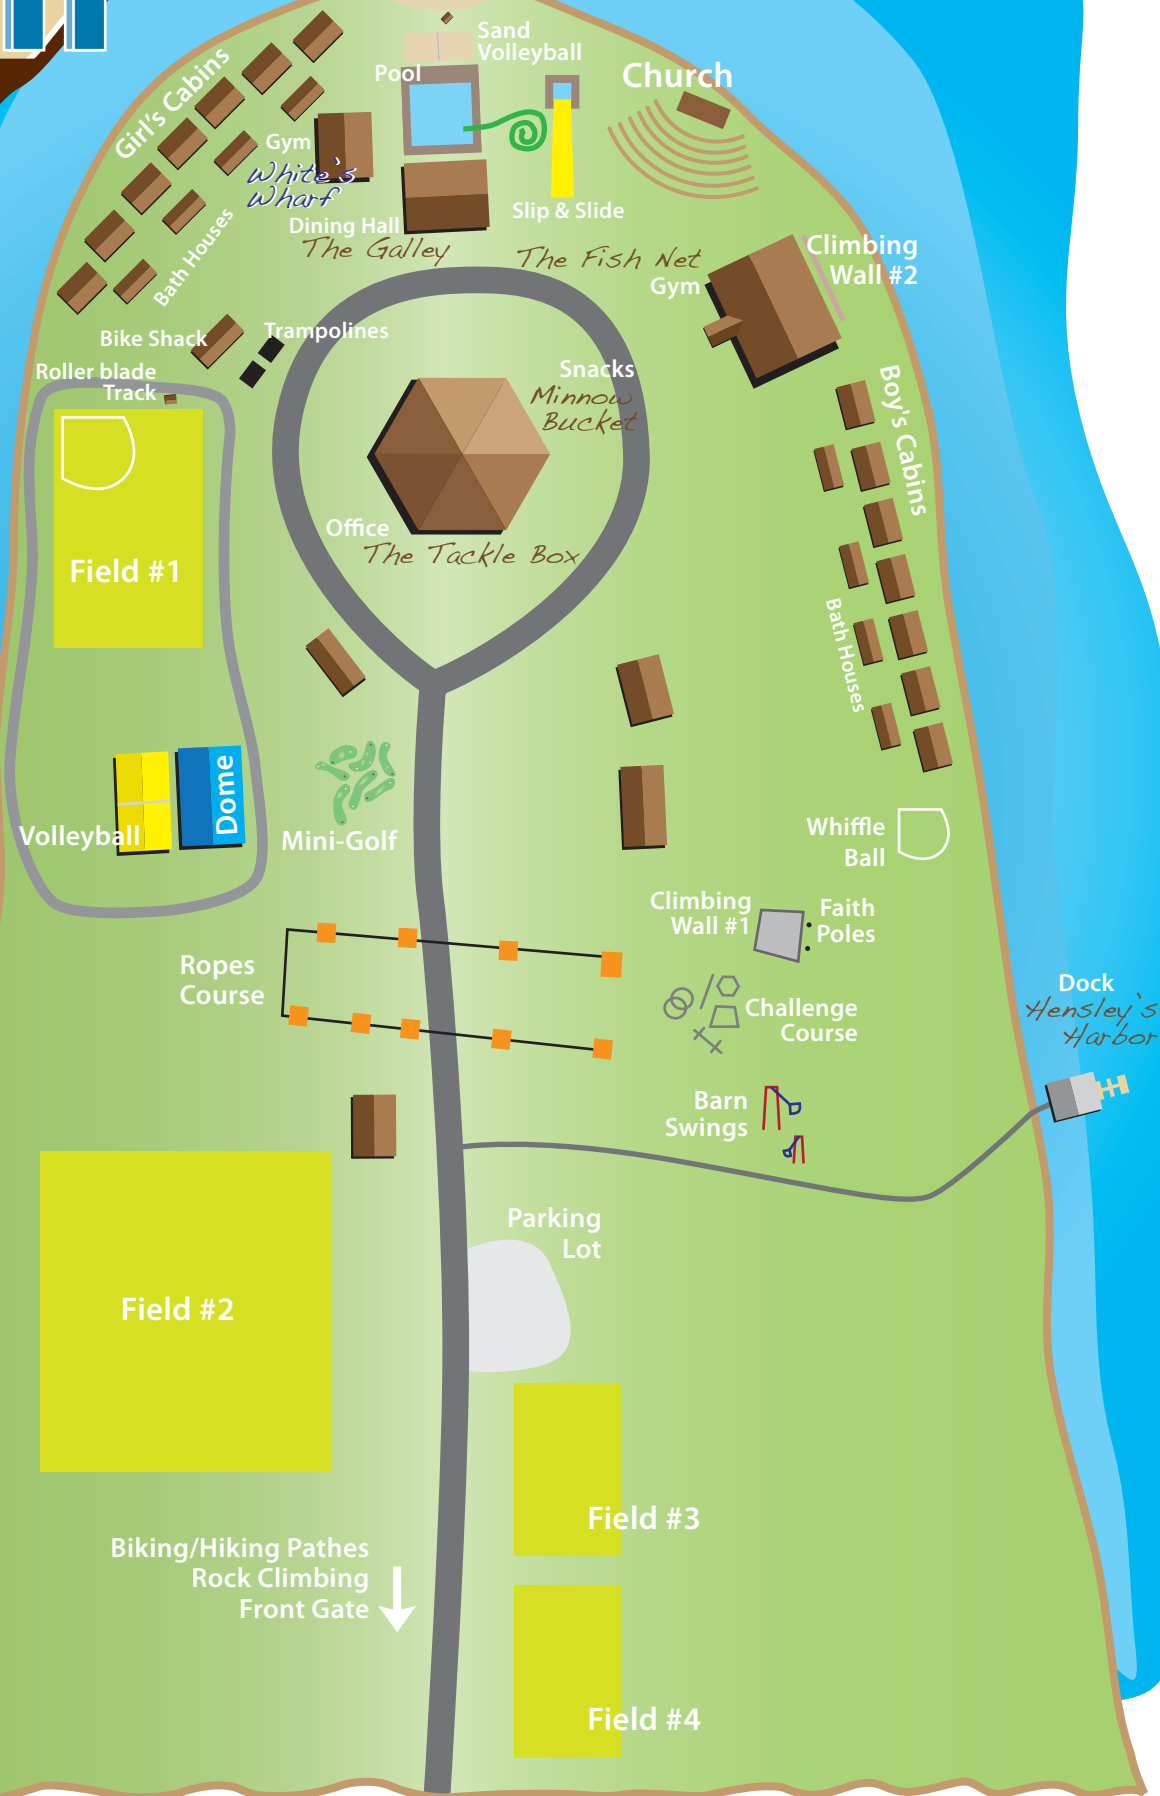 Sand
Volleyball
Pool
Church
Girl's Cabins
Gym
White's
Wharf
Dining Hall
The Galley
Slip & Slide
The Fish Net
Gym
Climbing
Wall #2
Bath Houses
Bike Shack
Trampolines
Roller blade
Track
Snacks
Minnow
Bucket
Boy's Cabins
Office
The Tackle Box
Field #1
Bath Houses
Dome
Volleyball
Mini-Golf
Whiffle
Ball
Climbing
Wall #1
Faith
Poles
Ropes
Course
Challenge
Course
Dock
Hensley's
Harbor
Barn
Swings
Parking
Lot
Field #2
Field #3
Biking/Hiking Pathes
Rock Climbing
Front Gate
Field #4